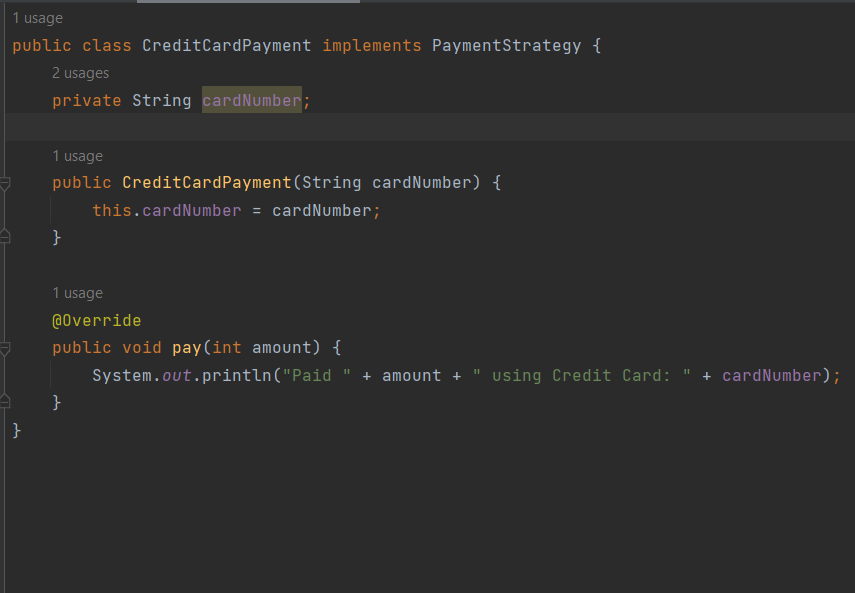 1 usage
public class CreditCardPayment implements PaymentStrategy {
2 usages
private String cardNumber;
1 usage
public CreditCardPayment(String cardNumber) {
this.cardNumber = cardNumber;
}
1 usage
@Override
public void pay(int amount) {
System.out.println("Paid " + amount + " using Credit Card: " + cardNumber);
}
}